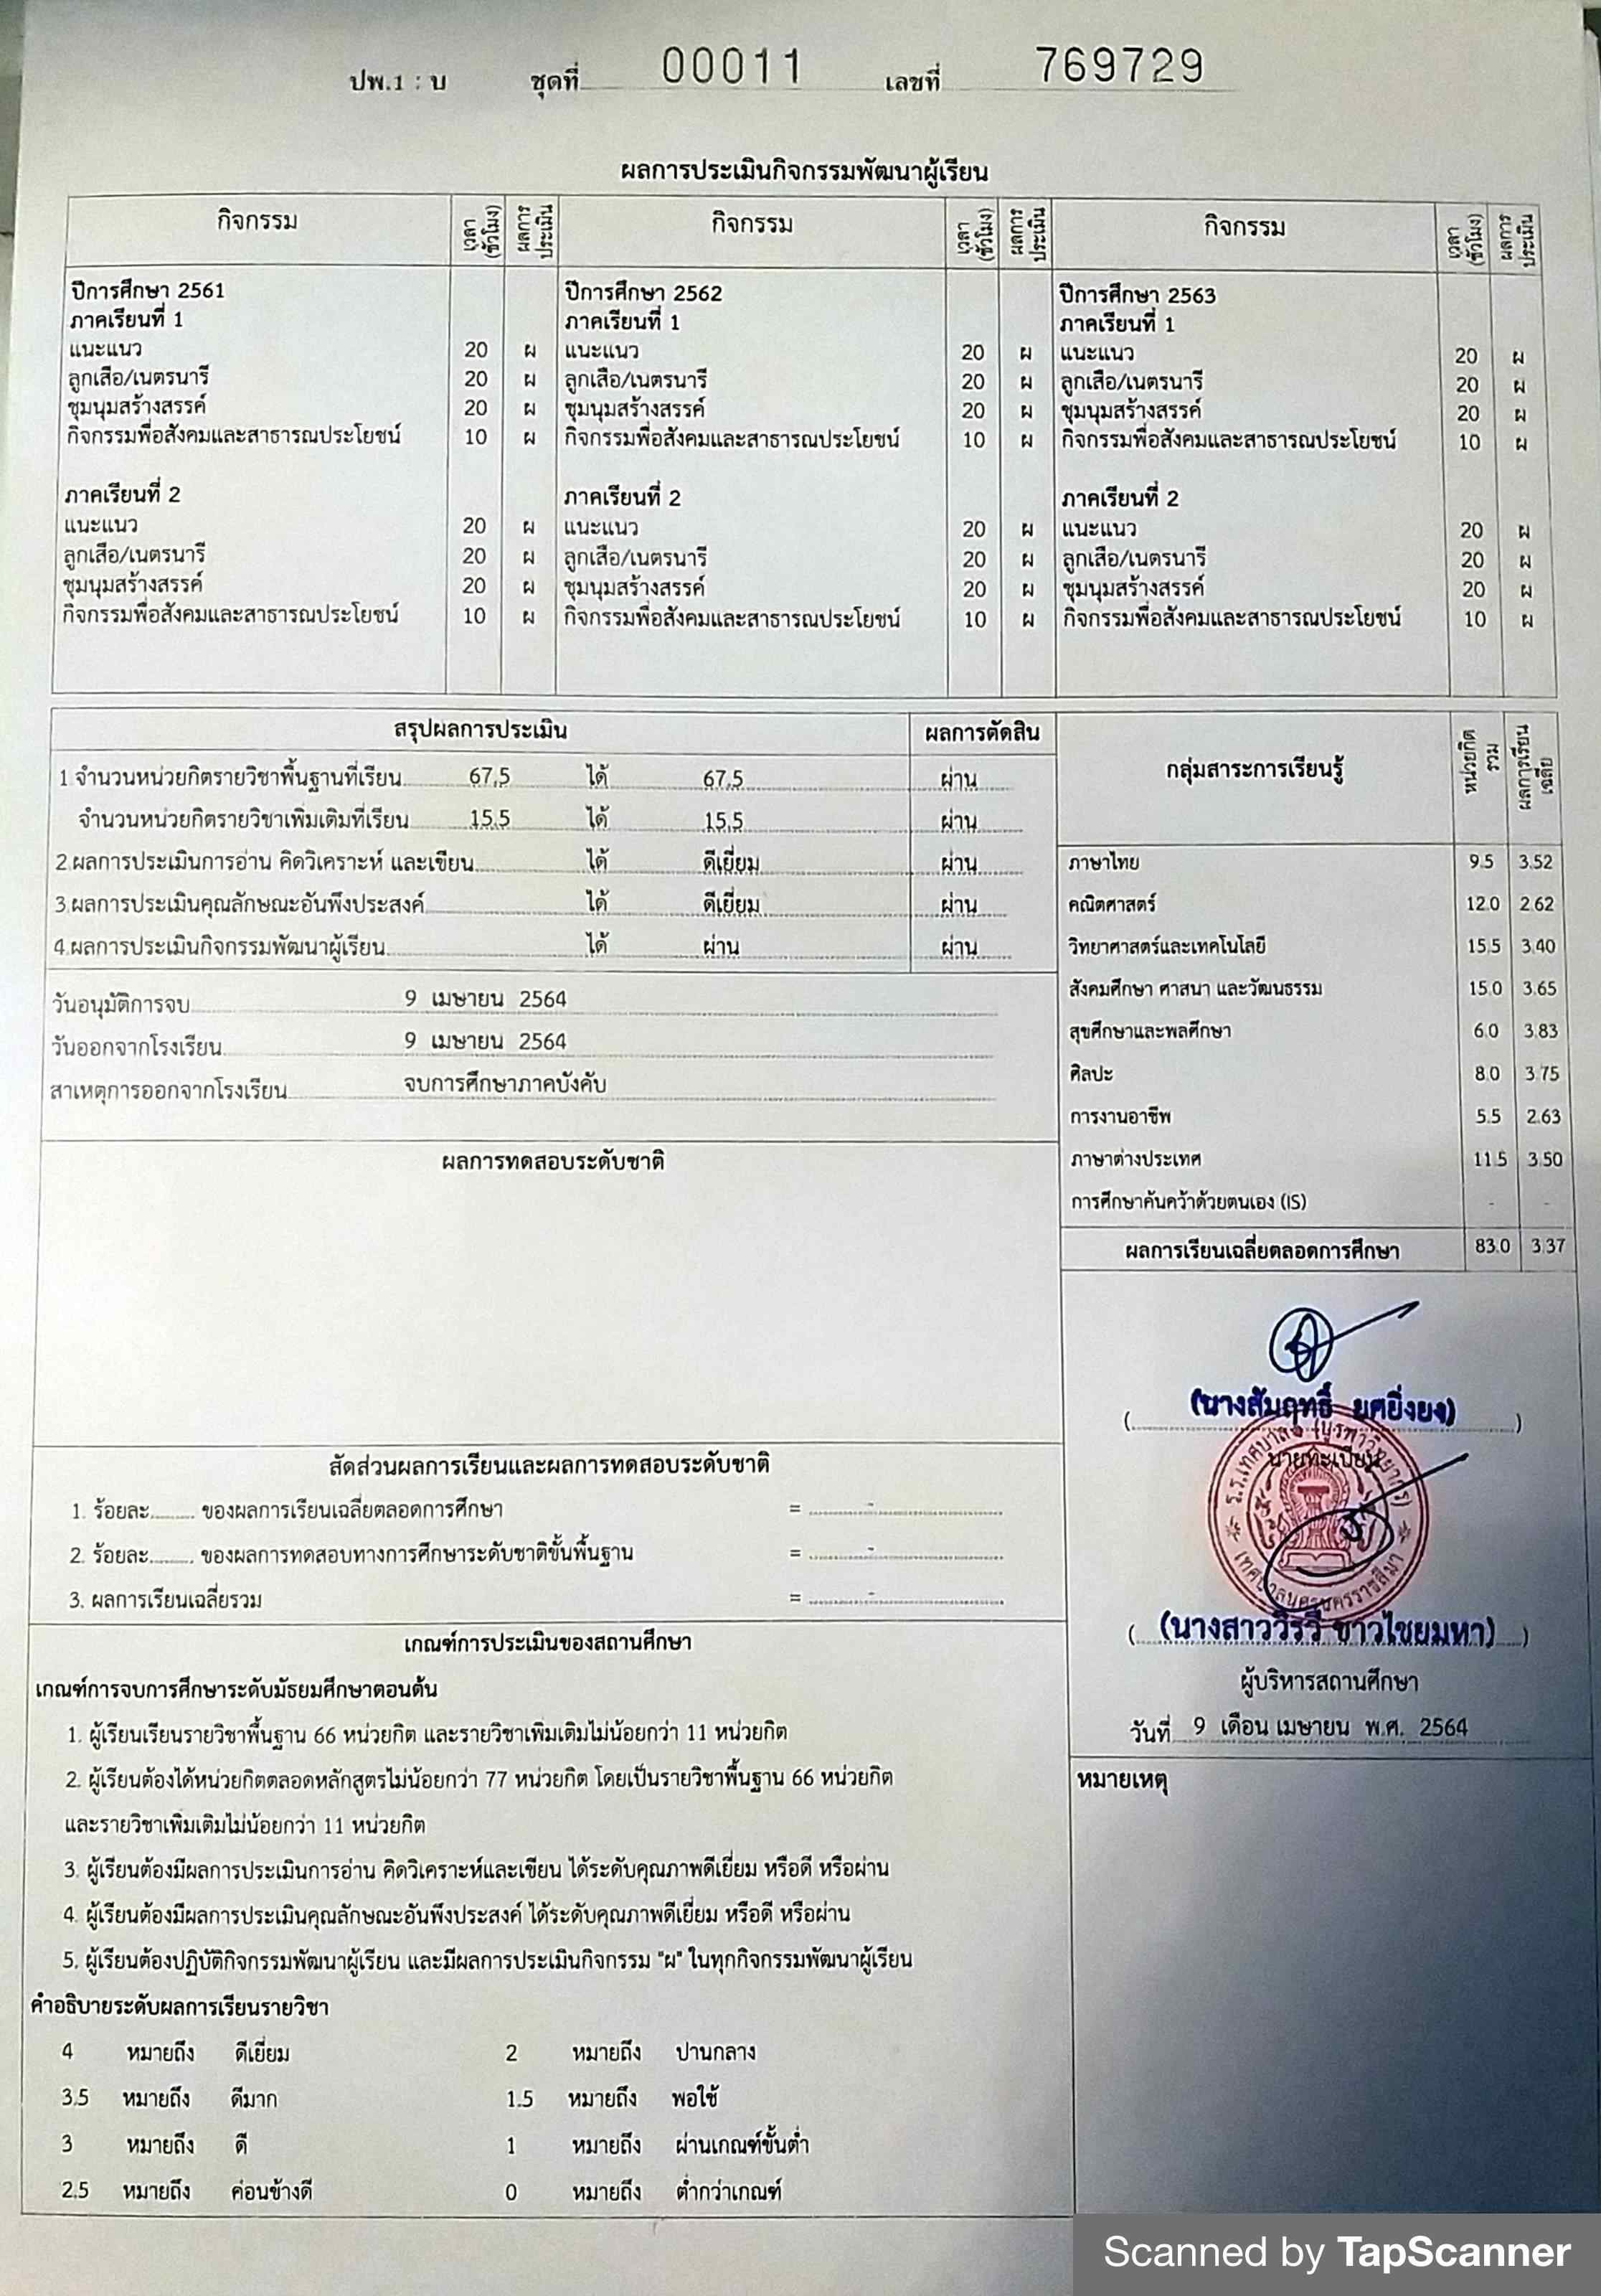 ปพ.1 : บ ชุดที่ 00011 เลขที่ 769729
ผลการประเมินกิจกรรมพัฒนาผู้เรียน
กิจกรรม เวลา (ชั่วโมง) ผลการประเมิน กิจกรรม เวลา (ชั่วโมง) ผลการประเมิน กิจกรรม เวลา (ชั่วโมง) ผลการประเมิน
ปีการศึกษา 2561 ปีการศึกษา 2562 ปีการศึกษา 2563
ภาคเรียนที่ 1 ภาคเรียนที่ 1 ภาคเรียนที่ 1
แนะแนว 20 ผ แนะแนว 20 ผ แนะแนว 20 ผ
ลูกเสือ/เนตรนารี 20 ผ ลูกเสือ/เนตรนารี 20 ผ ลูกเสือ/เนตรนารี 20 ผ
ชุมนุมสร้างสรรค์ 20 ผ ชุมนุมสร้างสรรค์ 20 ผ ชุมนุมสร้างสรรค์ 20 ผ
กิจกรรมพื่อสังคมและสาธารณประโยชน์ 10 ผ กิจกรรมพื่อสังคมและสาธารณประโยชน์ 10 ผ กิจกรรมพื่อสังคมและสาธารณประโยชน์ 10 ผ
ภาคเรียนที่ 2 ภาคเรียนที่ 2 ภาคเรียนที่ 2
แนะแนว 20 ผ แนะแนว 20 ผ แนะแนว 20 ผ
ลูกเสือ/เนตรนารี 20 ผ ลูกเสือ/เนตรนารี 20 ผ ลูกเสือ/เนตรนารี 20 ผ
ชุมนุมสร้างสรรค์ 20 ผ ชุมนุมสร้างสรรค์ 20 ผ ชุมนุมสร้างสรรค์ 20 ผ
กิจกรรมพื่อสังคมและสาธารณประโยชน์ 10 ผ กิจกรรมพื่อสังคมและสาธารณประโยชน์ 10 ผ กิจกรรมพื่อสังคมและสาธารณประโยชน์ 10 ผ
สรุปผลการประเมิน ผลการตัดสิน
1.จำนวนหน่วยกิตรายวิชาพื้นฐานที่เรียน 67.5 ได้ 67.5 ผ่าน
จำนวนหน่วยกิตรายวิชาเพิ่มเติมที่เรียน 15.5 ได้ 15.5 ผ่าน
2.ผลการประเมินการอ่าน คิดวิเคราะห์ และเขียน ได้ ดีเยี่ยม ผ่าน
3.ผลการประเมินคุณลักษณะอันพึงประสงค์ ได้ ดีเยี่ยม ผ่าน
4.ผลการประเมินกิจกรรมพัฒนาผู้เรียน ได้ ผ่าน ผ่าน
วันอนุมัติการจบ 9 เมษายน 2564
วันออกจากโรงเรียน 9 เมษายน 2564
สาเหตุการออกจากโรงเรียน จบการศึกษาภาคบังคับ
ผลการทดสอบระดับชาติ
สัดส่วนผลการเรียนและผลการทดสอบระดับชาติ
1. ร้อยละ......... ของผลการเรียนเฉลี่ยตลอดการศึกษา = -
2. ร้อยละ......... ของผลการทดสอบทางการศึกษาระดับชาติขั้นพื้นฐาน = -
3. ผลการเรียนเฉลี่ยรวม = -
เกณฑ์การประเมินของสถานศึกษา
เกณฑ์การจบการศึกษาระดับมัธยมศึกษาตอนต้น
1. ผู้เรียนเรียนรายวิชาพื้นฐาน 66 หน่วยกิต และรายวิชาเพิ่มเติมไม่น้อยกว่า 11 หน่วยกิต
2. ผู้เรียนต้องได้หน่วยกิตตลอดหลักสูตรไม่น้อยกว่า 77 หน่วยกิต โดยเป็นรายวิชาพื้นฐาน 66 หน่วยกิต
และรายวิชาเพิ่มเติมไม่น้อยกว่า 11 หน่วยกิต
3. ผู้เรียนต้องมีผลการประเมินการอ่าน คิดวิเคราะห์และเขียน ได้ระดับคุณภาพดีเยี่ยม หรือดี หรือผ่าน
4. ผู้เรียนต้องมีผลการประเมินคุณลักษณะอันพึงประสงค์ ได้ระดับคุณภาพดีเยี่ยม หรือดี หรือผ่าน
5. ผู้เรียนต้องปฏิบัติกิจกรรมพัฒนาผู้เรียน และมีผลการประเมินกิจกรรม "ผ" ในทุกกิจกรรมพัฒนาผู้เรียน
คำอธิบายระดับผลการเรียนรายวิชา
4 หมายถึง ดีเยี่ยม 2 หมายถึง ปานกลาง
3.5 หมายถึง ดีมาก 1.5 หมายถึง พอใช้
3 หมายถึง ดี 1 หมายถึง ผ่านเกณฑ์ขั้นต่ำ
2.5 หมายถึง ค่อนข้างดี 0 หมายถึง ต่ำกว่าเกณฑ์
กลุ่มสาระการเรียนรู้ หน่วยกิตรวม ผลการเรียนเฉลี่ย
ภาษาไทย 9.5 3.52
คณิตศาสตร์ 12.0 2.62
วิทยาศาสตร์และเทคโนโลยี 15.5 3.40
สังคมศึกษา ศาสนา และวัฒนธรรม 15.0 3.65
สุขศึกษาและพลศึกษา 6.0 3.83
ศิลปะ 8.0 3.75
การงานอาชีพ 5.5 2.63
ภาษาต่างประเทศ 11.5 3.50
การศึกษาค้นคว้าด้วยตนเอง (IS) - -
ผลการเรียนเฉลี่ยตลอดการศึกษา 83.0 3.37
(นางสัมฤทธิ์ ยศยิ่งยง)
นายทะเบียน
(นางสาววิรวี ชาวไชยมหา)
ผู้บริหารสถานศึกษา
วันที่ 9 เดือน เมษายน พ.ศ. 2564
หมายเหตุ
Scanned by TapScanner